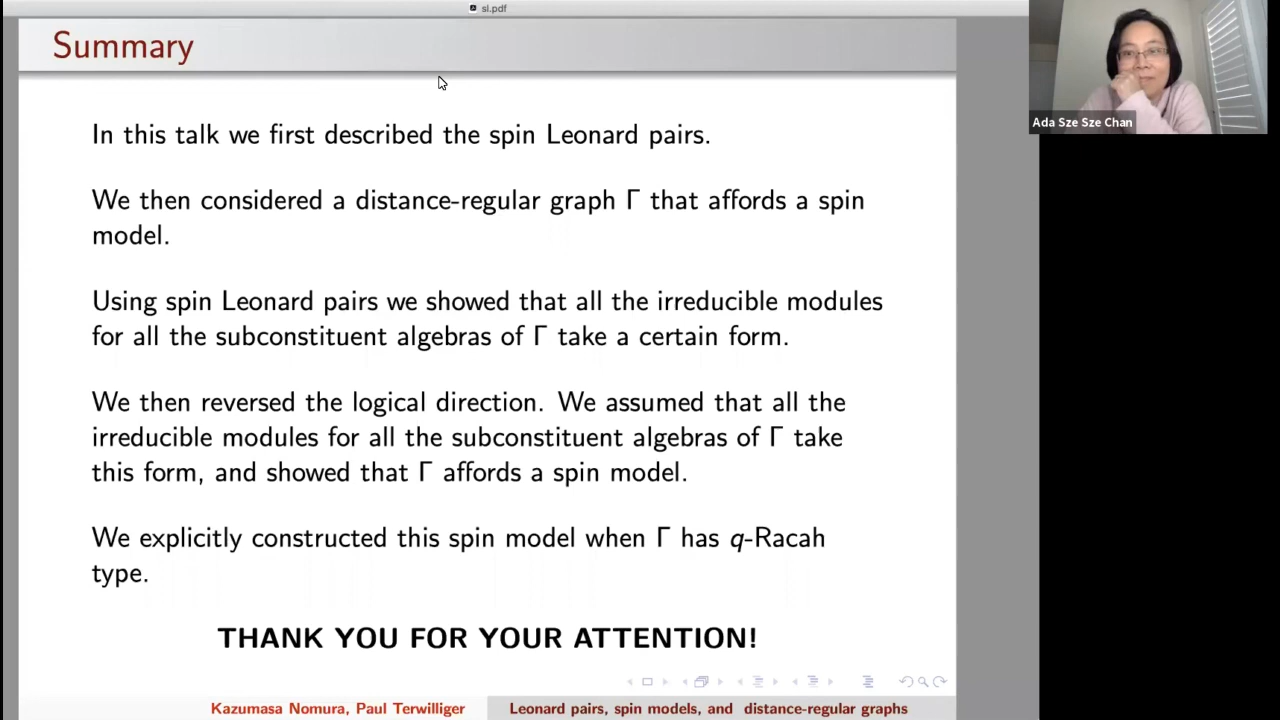 sl.pdf
Summary
Ada Sze Sze Chan
In this talk we first described the spin Leonard pairs.
We then considered a distance-regular graph Γ that affords a spin
model.
Using spin Leonard pairs we showed that all the irreducible modules
for all the subconstituent algebras of Γ take a certain form.
We then reversed the logical direction. We assumed that all the
irreducible modules for all the subconstituent algebras of Γ take
this form, and showed that Γ affords a spin model.
We explicitly constructed this spin model when Γ has q-Racah
type.
THANK YOU FOR YOUR ATTENTION!
Kazumasa Nomura, Paul Terwilliger
Leonard pairs, spin models, and distance-regular graphs